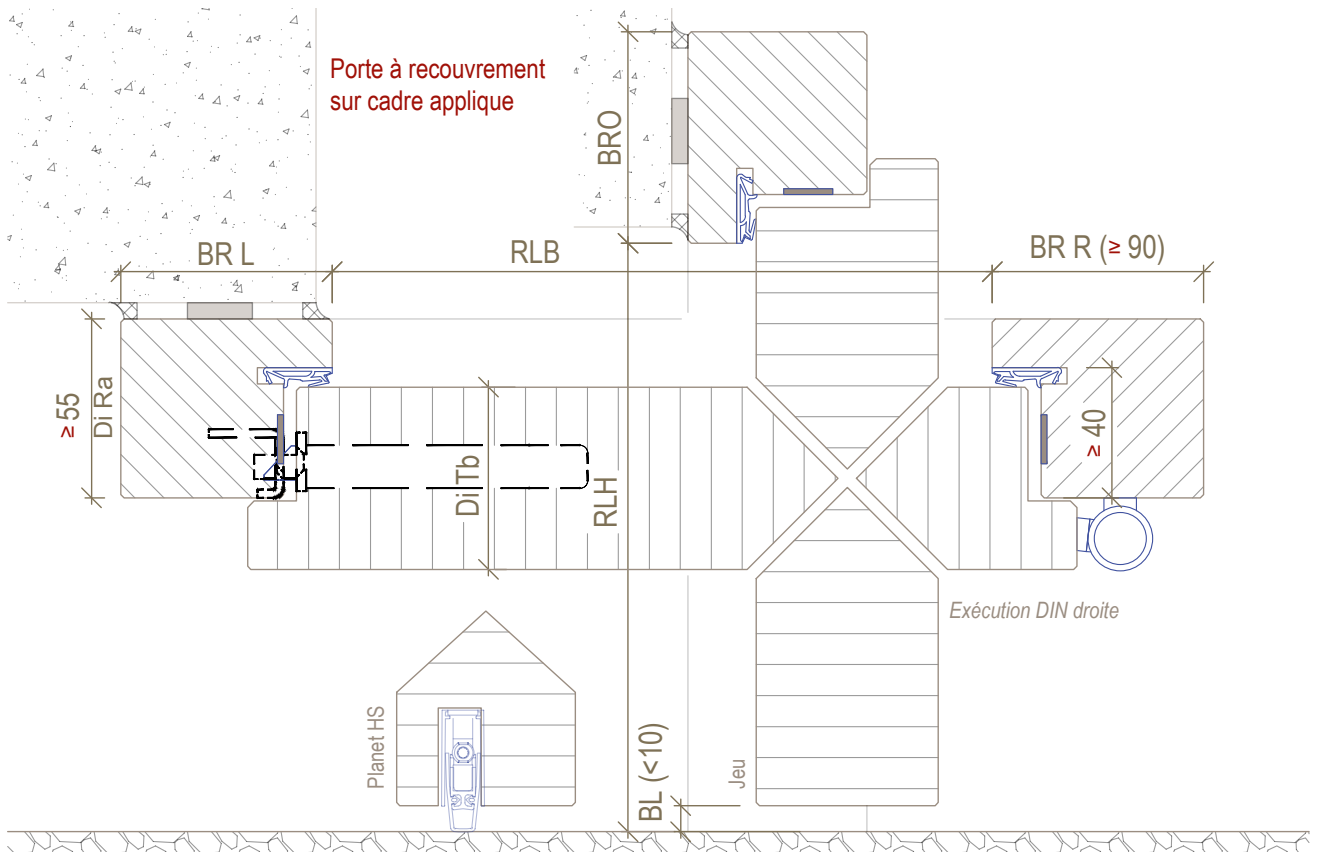 Porte à recouvrement
sur cadre applique
BRO
BR L
RLB
BR R (≥ 90)
≥ 55
Di Ra
Di Tb
RLH
≥ 40
Exécution DIN droite
Planet HS
BL (<10)
Jeu